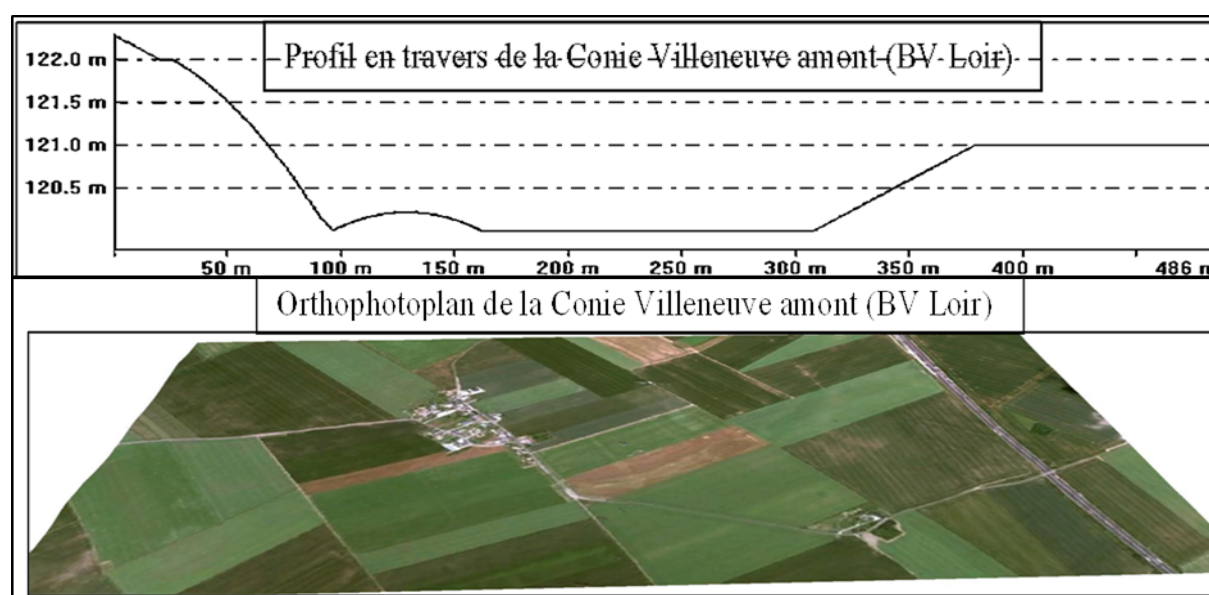 Profil en travers de la Conie Villeneuve amont (BV Loir)
122.0 m
121.5 m
121.0 m
120.5 m
50 m 100 m 150 m 200 m 250 m 300 m 350 m 400 m 486 m
Orthophotoplan de la Conie Villeneuve amont (BV Loir)